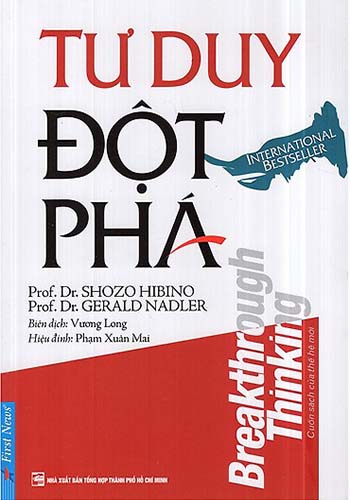 TƯ DUY
ĐỘT
PHÁ
INTERNATIONAL
BESTSELLER
Prof. Dr. SHOZO HIBINO
Prof. Dr. GERALD NADLER
Biên dịch: Vương Long
Hiệu đính: Phạm Xuân Mai
Breakthrough
Thinking
Cuốn sách của thế hệ mới
First News
NHÀ XUẤT BẢN TỔNG HỢP THÀNH PHỐ HỒ CHÍ MINH